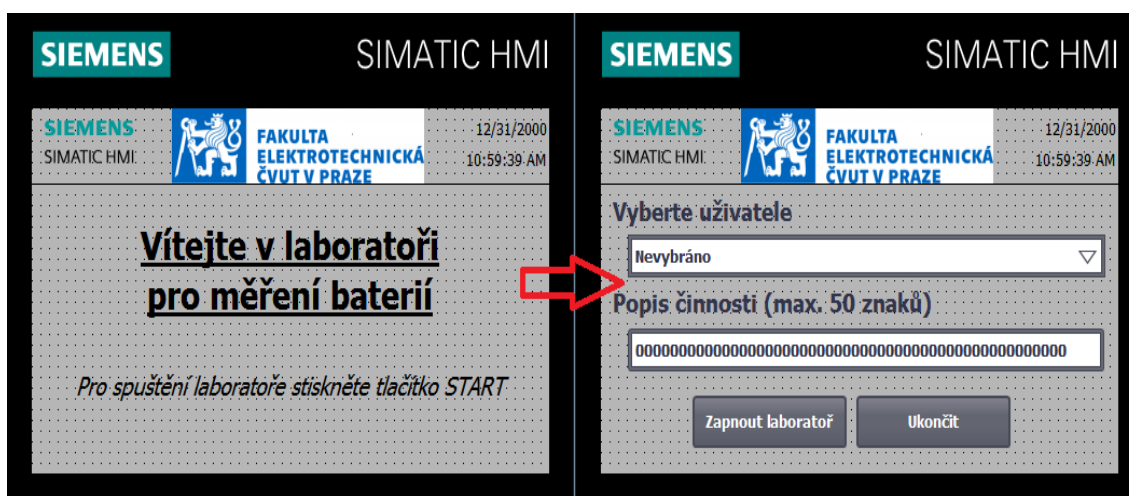 SIEMENS
SIMATIC HMI
SIEMENS
SIMATIC HMI
FAKULTA
ELEKTROTECHNICKÁ
ČVUT V PRAZE
12/31/2000
10:59:39 AM
Vítejte v laboratoři
pro měření baterií
Pro spuštění laboratoře stiskněte tlačítko START
SIEMENS
SIMATIC HMI
SIEMENS
SIMATIC HMI
FAKULTA
ELEKTROTECHNICKÁ
ČVUT V PRAZE
12/31/2000
10:59:39 AM
Vyberte uživatele
Nevybráno
Popis činnosti (max. 50 znaků)
00000000000000000000000000000000000000000000000000
Zapnout laboratoř
Ukončit